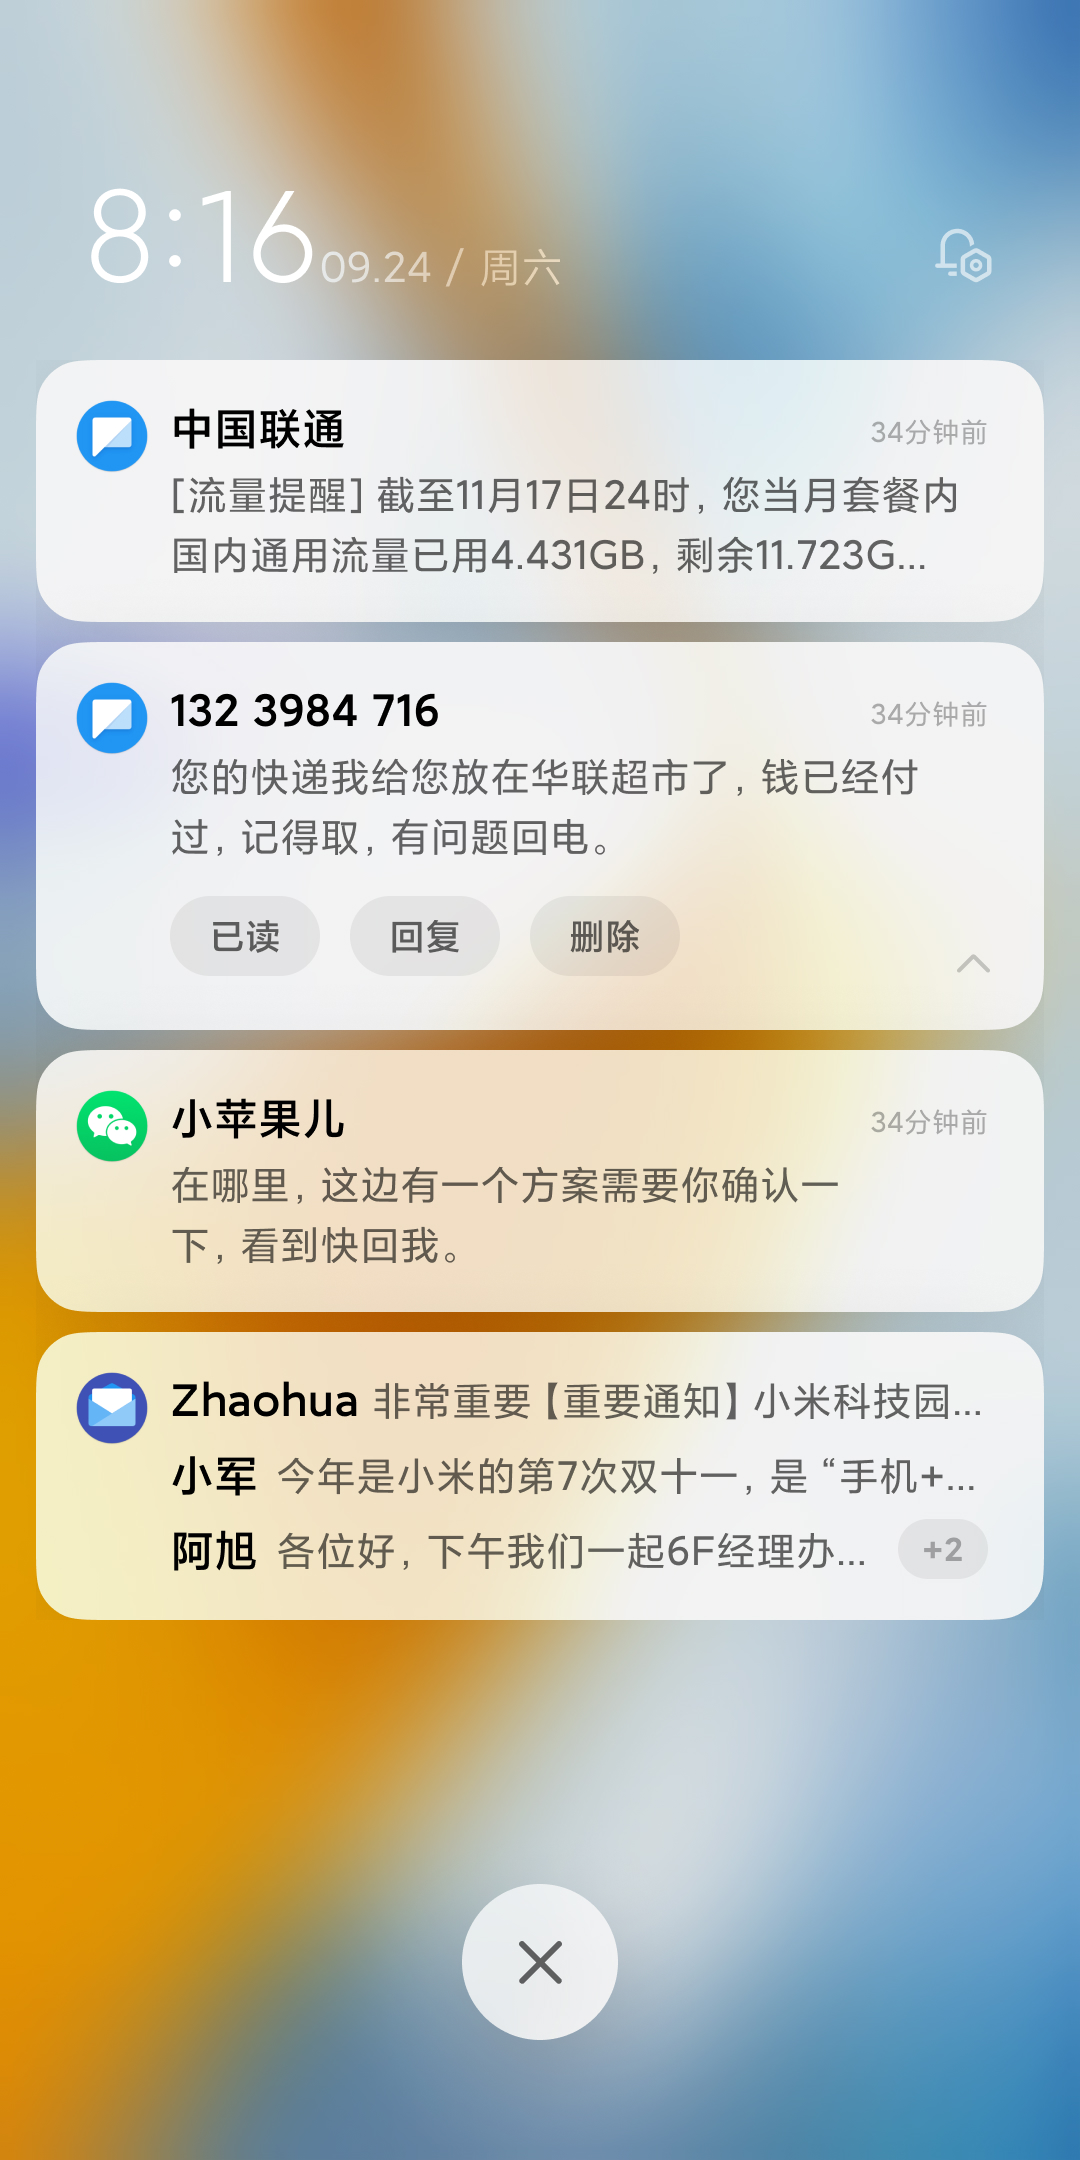 8:16 09.24 / 周六
中国联通 34分钟前
[流量提醒] 截至11月17日24时，您当月套餐内
国内通用流量已用4.431GB，剩余11.723G...
132 3984 716 34分钟前
您的快递我给您放在华联超市了，钱已经付
过，记得取，有问题回电。
已读 回复 删除
小苹果儿 34分钟前
在哪里，这边有一个方案需要你确认一
下，看到快回我。
Zhaohua 非常重要【重要通知】小米科技园...
小军 今年是小米的第7次双十一，是 “手机+...
阿旭 各位好，下午我们一起6F经理办... +2